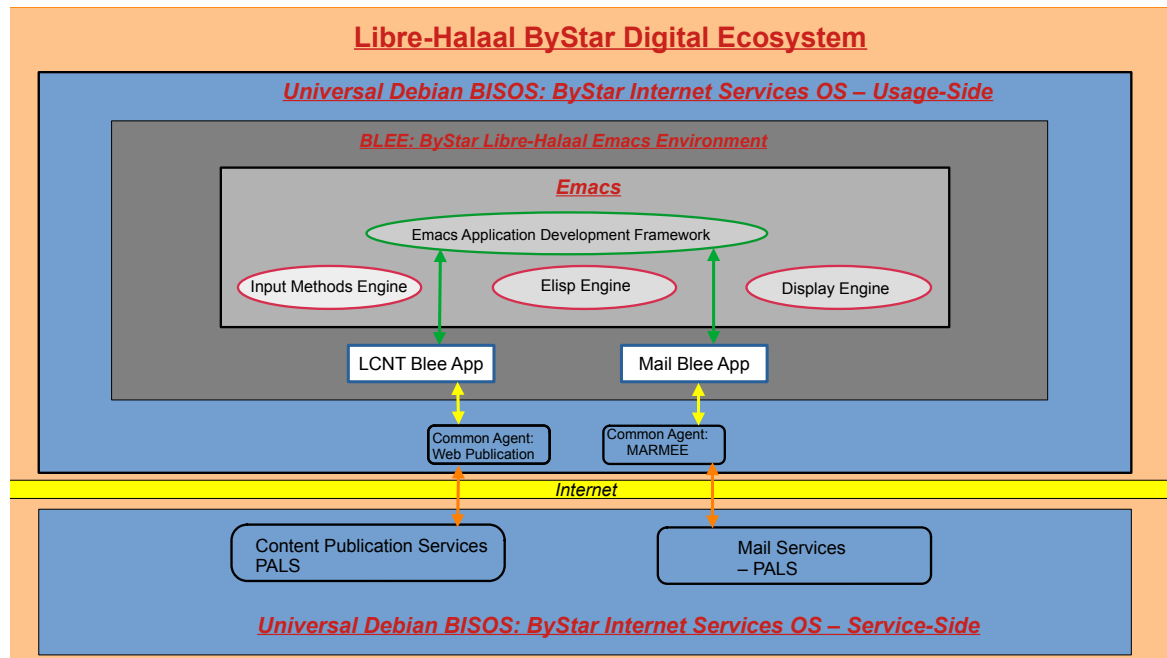 Libre-Halaal ByStar Digital Ecosystem
Universal Debian BISOS: ByStar Internet Services OS – Usage-Side
BLEE: ByStar Libre-Halaal Emacs Environment
Emacs
Emacs Application Development Framework
Input Methods Engine
Elisp Engine
Display Engine
LCNT Blee App
Mail Blee App
Common Agent:
Web Publication
Common Agent:
MARMEE
Internet
Content Publication Services
PALS
Mail Services
– PALS
Universal Debian BISOS: ByStar Internet Services OS – Service-Side